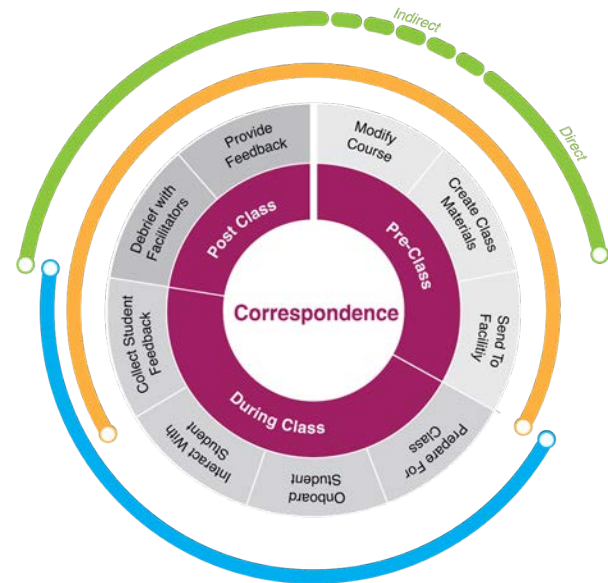 Indirect
Direct
Modify
Course
Create Class
Materials
Send To
Facilitiy
Prepare For
Class
Onboard
Student
Interact With
Student
Collect Student
Feedback
Debrief with
Facilitators
Provide
Feedback
Pre-Class
During Class
Post Class
Correspondence